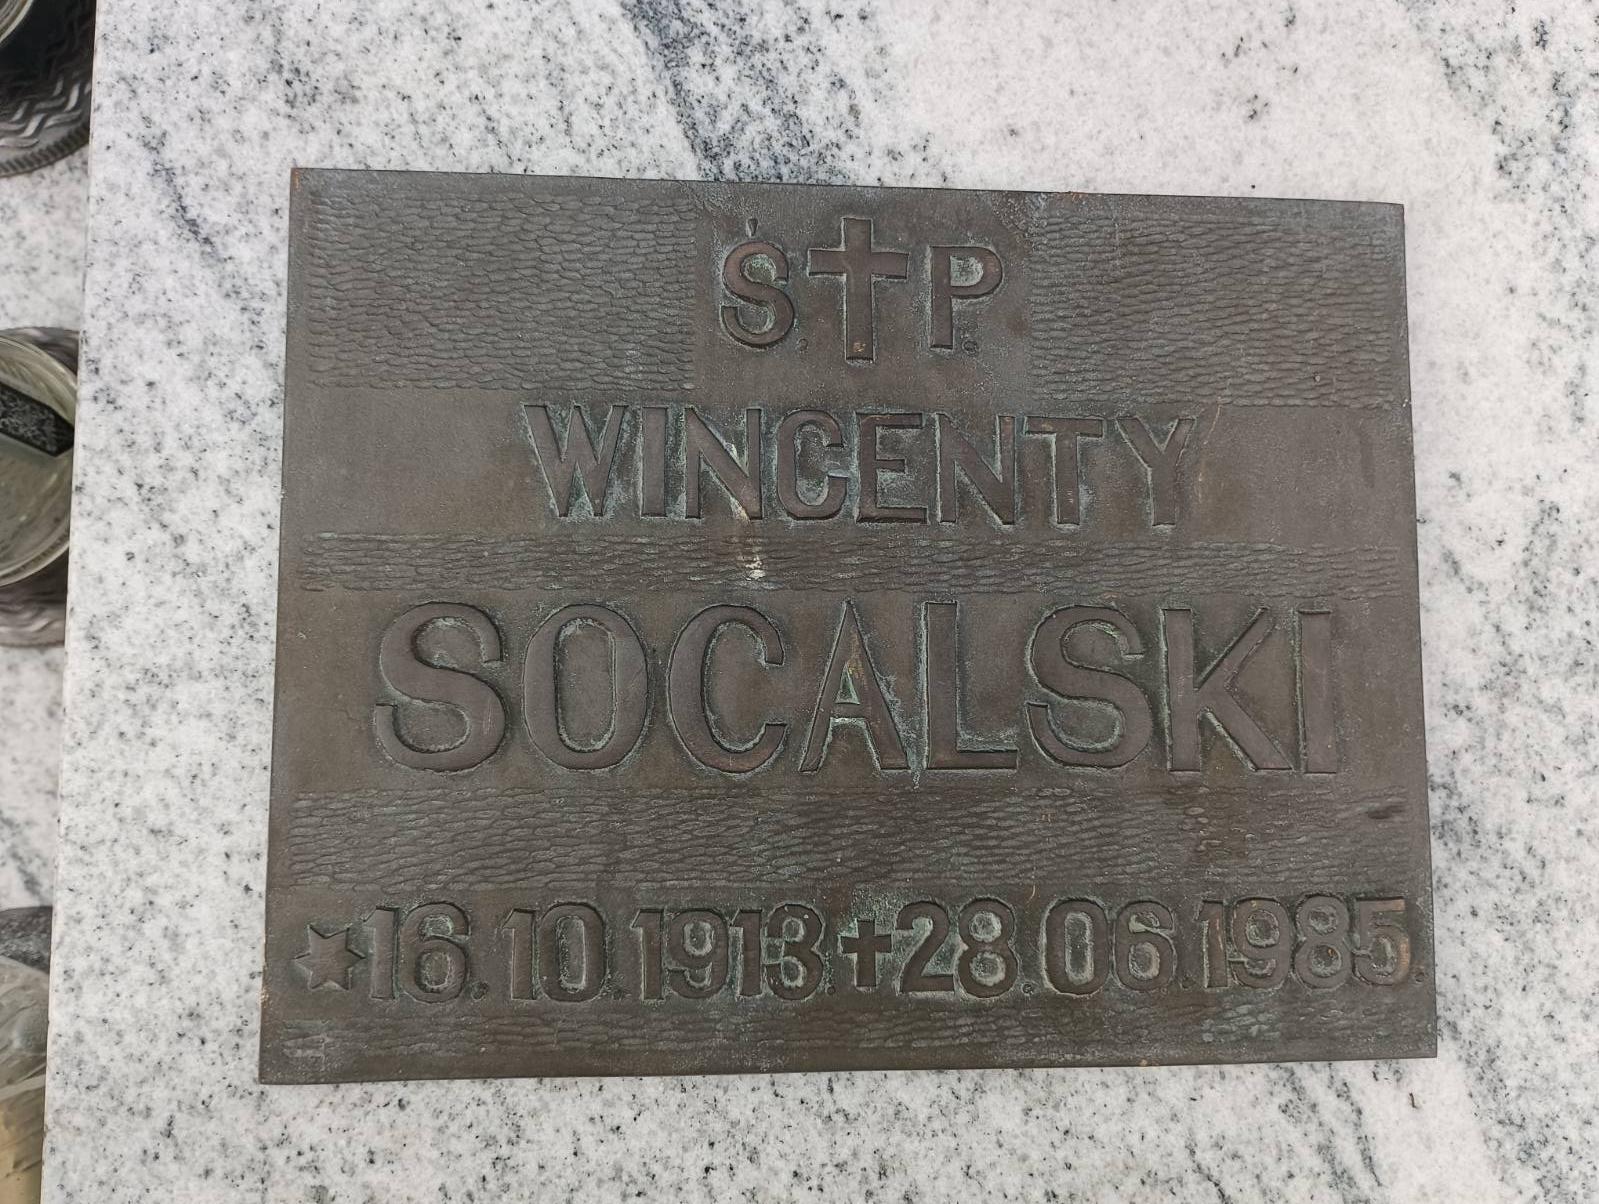 Ś.✝P.
WINCENTY
SOCALSKI
★16.10.1913.✝28.06.1985.